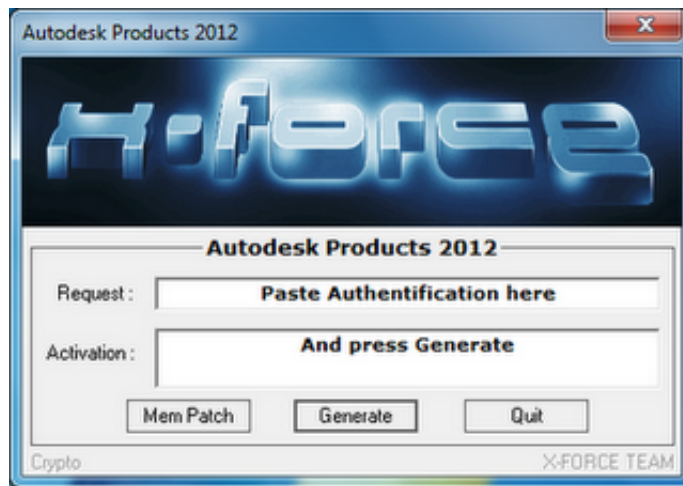 Autodesk Products 2012
x-force
Autodesk Products 2012
Request : Paste Authentification here
Activation : And press Generate
Mem Patch Generate Quit
Crypto X-FORCE TEAM